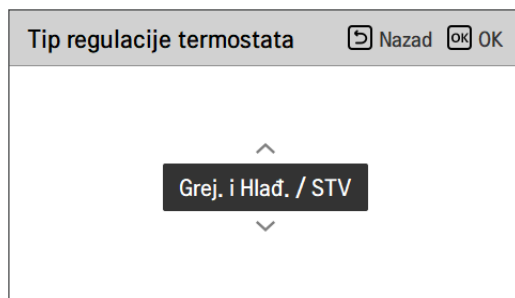 Tip regulacije termostata Nazad OK OK
Grej. i Hlađ. / STV